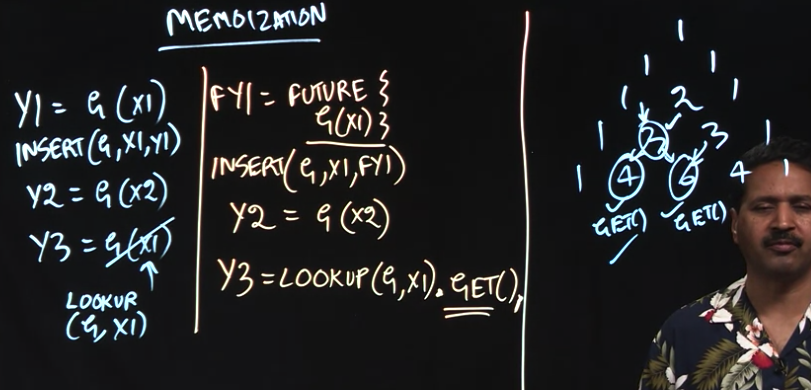 MEMOIZATION
Y1 = G(X1)
INSERT(G,X1,Y1)
Y2 = G(X2)
Y3 = G(X1)
LOOKUP
(G,X1)
FY1 = FUTURE {
G(X1)}
INSERT(G,X1,FY1)
Y2 = G(X2)
Y3 = LOOKUP(G,X1).GET();
1
1 1
1 2 1
1 3 3 1
1 4 6 4 1
GET() GET()